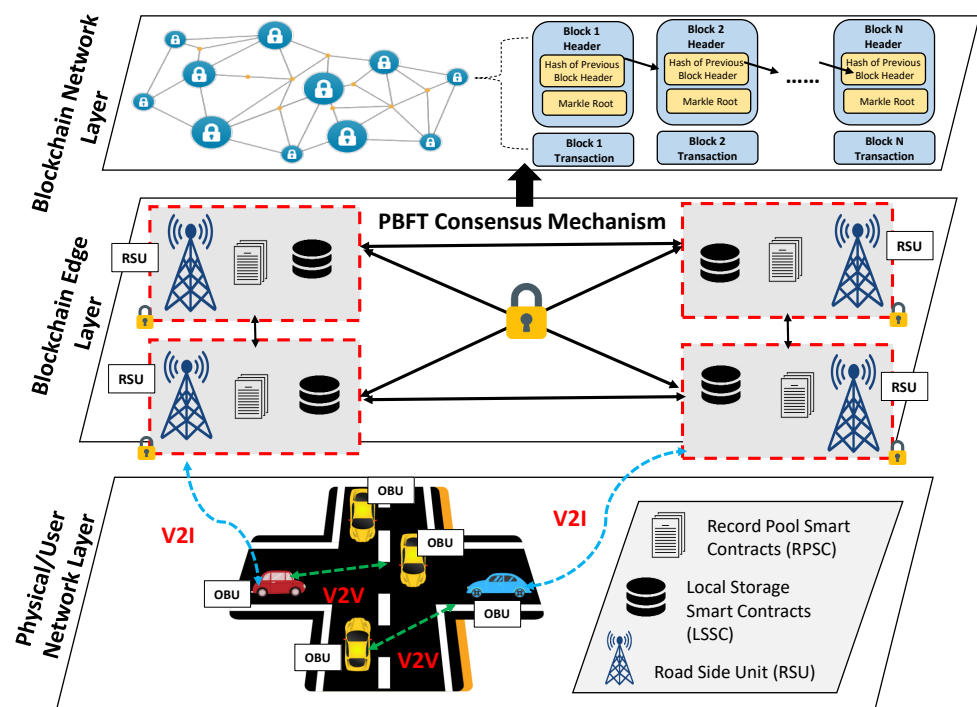 Blockchain Network
Layer
Block 1
Header
Hash of Previous
Block Header
Markle Root
Block 1
Transaction
Block 2
Header
Hash of Previous
Block Header
Markle Root
Block 2
Transaction
......
Block N
Header
Hash of Previous
Block Header
Markle Root
Block N
Transaction
Blockchain Edge
Layer
PBFT Consensus Mechanism
RSU
RSU
RSU
RSU
Physical/User
Network Layer
V2I
V2I
OBU
OBU
OBU
OBU
OBU
V2V
V2V
Record Pool Smart
Contracts (RPSC)
Local Storage
Smart Contracts
(LSSC)
Road Side Unit (RSU)